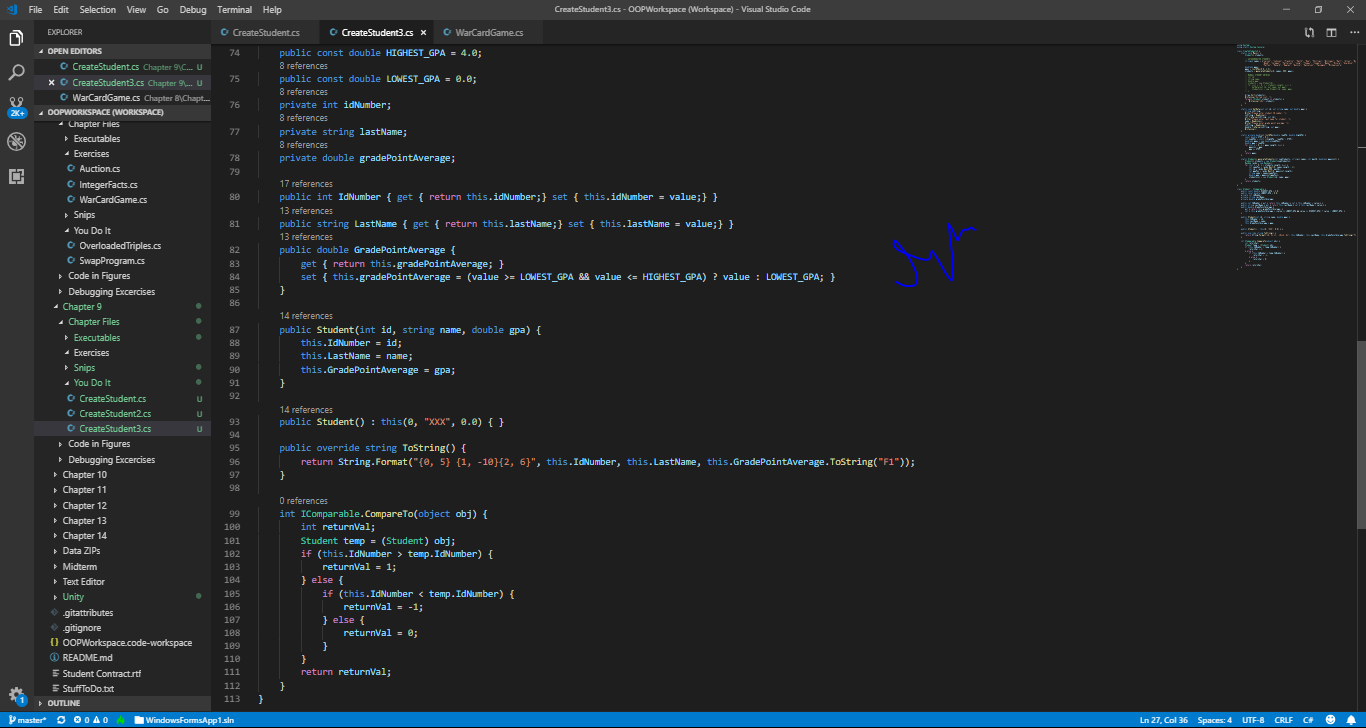 File Edit Selection View Go Debug Terminal Help
CreateStudent3.cs - OOPWorkspace (Workspace) - Visual Studio Code
EXPLORER
OPEN EDITORS
CreateStudent.cs Chapter 9\C... U
CreateStudent3.cs Chapter 9\... U
WarCardGame.cs Chapter 8\Chapt...
OOPWORKSPACE (WORKSPACE)
Chapter Files
Executables
Exercises
Auction.cs
IntegerFacts.cs
WarCardGame.cs
Snips
You Do It
OverloadedTriples.cs
SwapProgram.cs
Code in Figures
Debugging Excercises
Chapter 9
Chapter Files
Executables
Exercises
Snips
You Do It
CreateStudent.cs U
CreateStudent2.cs U
CreateStudent3.cs U
Code in Figures
Debugging Excercises
Chapter 10
Chapter 11
Chapter 12
Chapter 13
Chapter 14
Data ZIPs
Midterm
Text Editor
Unity
.gitattributes
.gitignore
OOPWorkspace.code-workspace
README.md
Student Contract.rtf
StuffToDo.txt
OUTLINE
2K+
1
CreateStudent.cs CreateStudent3.cs WarCardGame.cs
74 public const double HIGHEST_GPA = 4.0;
8 references
75 public const double LOWEST_GPA = 0.0;
8 references
76 private int idNumber;
8 references
77 private string lastName;
8 references
78 private double gradePointAverage;
79
17 references
80 public int IdNumber { get { return this.idNumber;} set { this.idNumber = value;} }
13 references
81 public string LastName { get { return this.lastName;} set { this.lastName = value;} }
13 references
82 public double GradePointAverage {
83 get { return this.gradePointAverage; }
84 set { this.gradePointAverage = (value >= LOWEST_GPA && value <= HIGHEST_GPA) ? value : LOWEST_GPA; }
85 }
86
14 references
87 public Student(int id, string name, double gpa) {
88 this.IdNumber = id;
89 this.LastName = name;
90 this.GradePointAverage = gpa;
91 }
92
14 references
93 public Student() : this(0, "XXX", 0.0) { }
94
95 public override string ToString() {
96 return String.Format("{0, 5} {1, -10}{2, 6}", this.IdNumber, this.LastName, this.GradePointAverage.ToString("F1"));
97 }
98
0 references
99 int IComparable.CompareTo(object obj) {
100 int returnVal;
101 Student temp = (Student) obj;
102 if (this.IdNumber > temp.IdNumber) {
103 returnVal = 1;
104 } else {
105 if (this.IdNumber < temp.IdNumber) {
106 returnVal = -1;
107 } else {
108 returnVal = 0;
109 }
110 }
111 return returnVal;
112 }
113 }
master* 0 0 WindowsFormsApp1.sln
Ln 27, Col 36 Spaces: 4 UTF-8 CRLF C#